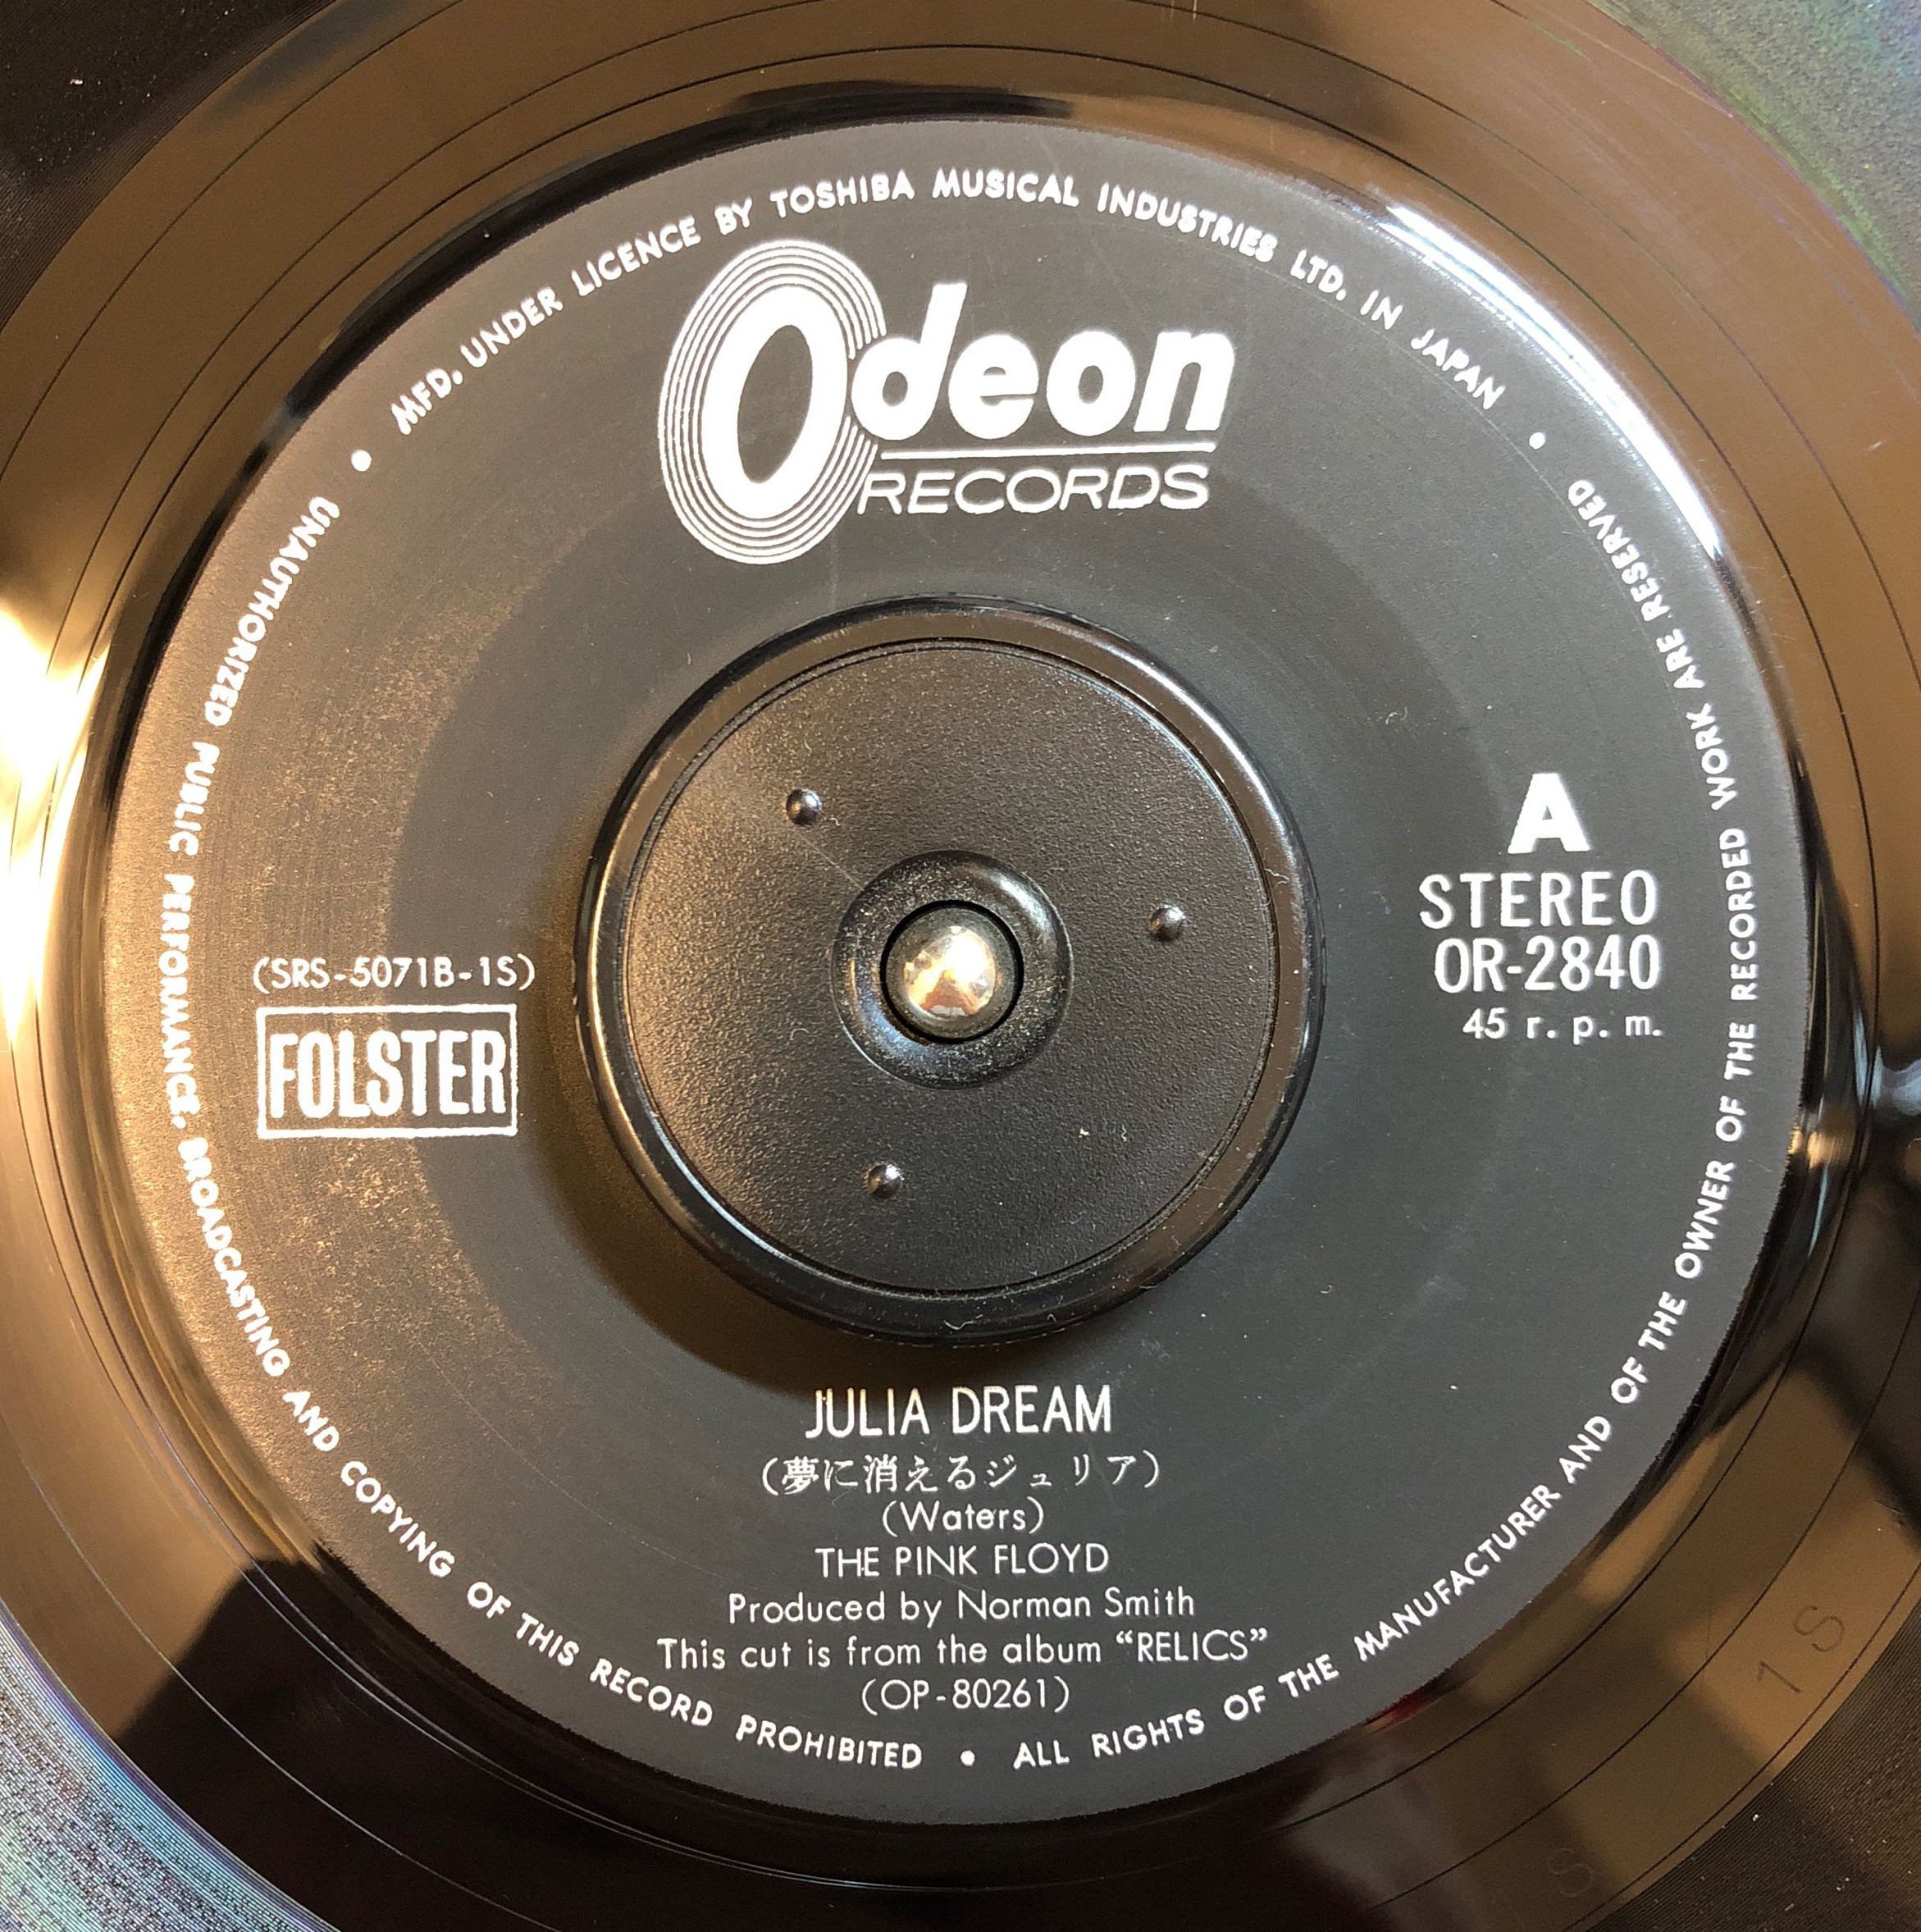 MFD. UNDER LICENCE BY TOSHIBA MUSICAL INDUSTRIES LTD. IN JAPAN •
Odeon
RECORDS
A
STEREO
OR-2840
45 r. p. m.
(SRS-5071B-1S)
FOLSTER
JULIA DREAM
(夢に消えるジュリア)
(Waters)
THE PINK FLOYD
Produced by Norman Smith
This cut is from the album “RELICS”
(OP-80261)
• UNAUTHORIZED PUBLIC PERFORMANCE. BROADCASTING AND COPYING OF THIS RECORD PROHIBITED • ALL RIGHTS OF THE MANUFACTURER AND OF THE OWNER OF THE RECORDED WORK ARE RESERVED
1S
S